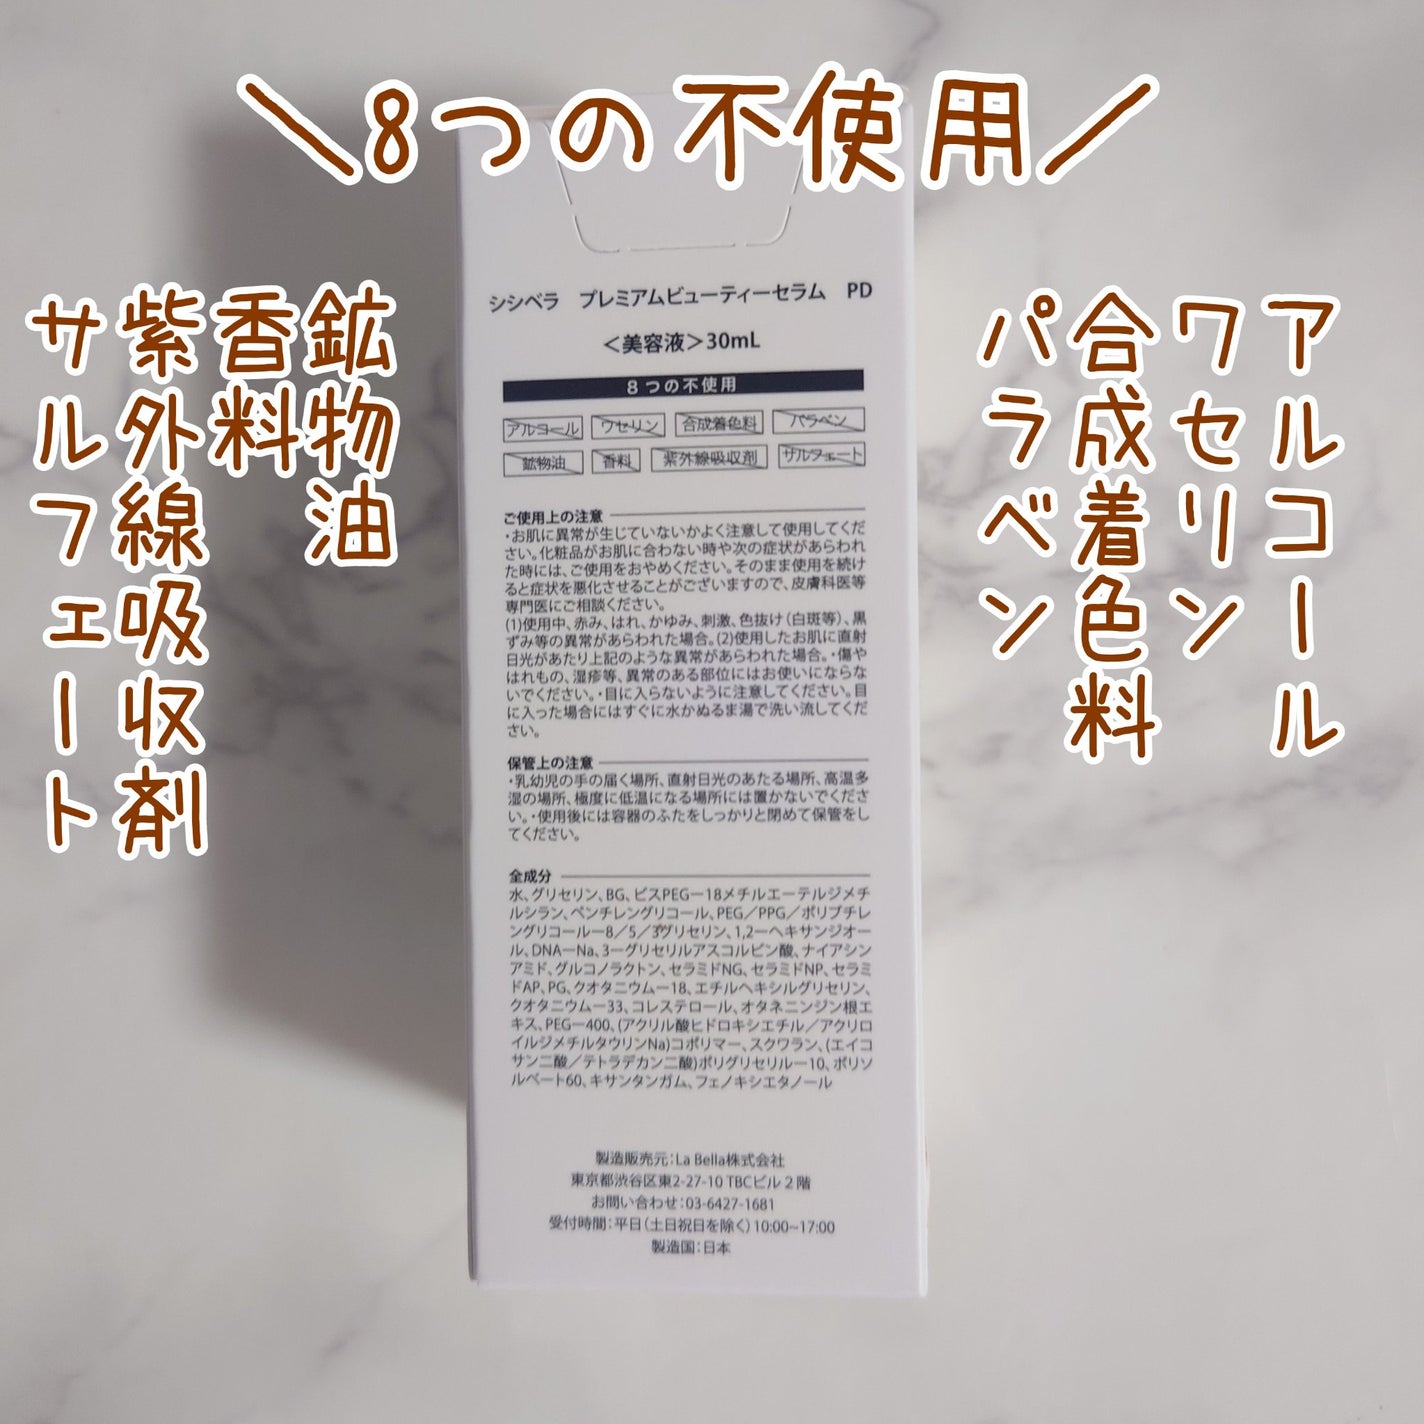 ＼8つの不使用／
アルコール
ワセリン
合成着色料
パラベン
鉱物油
香料
紫外線吸収剤
サルフェート
シシベラ　プレミアムビューティーセラム　PD
＜美容液＞30mL
8つの不使用
アルコール ワセリン 合成着色料 パラベン
鉱物油 香料 紫外線吸収剤 サルフェート
ご使用上の注意
・お肌に異常が生じていないかよく注意して使用してくだ
さい。化粧品がお肌に合わない時や次の症状があらわれ
た時には、ご使用をおやめください。そのまま使用を続け
ると症状を悪化させることがございますので、皮膚科医等
専門医にご相談ください。
(1)使用中、赤み、はれ、かゆみ、刺激、色抜け（白斑等）、黒
ずみ等の異常があらわれた場合。(2)使用したお肌に直射
日光があたり上記のような異常があらわれた場合。・傷や
はれもの、湿疹等、異常のある部位にはお使いにならな
いでください。・目に入らないように注意してください。目
に入った場合にはすぐに水かぬるま湯で洗い流してくだ
さい。
保管上の注意
・乳幼児の手の届く場所、直射日光のあたる場所、高温多
湿の場所、極度に低温になる場所には置かないでくださ
い。・使用後には容器のふたをしっかりと閉めて保管をし
てください。
全成分
水、グリセリン、BG、ビスPEG－18メチルエーテルジメチ
ルシラン、ペンチレングリコール、PEG／PPG／ポリブチレ
ングリコールー8／5／3グリセリン、1,2－ヘキサンジオー
ル、DNA－Na、3－グリセリルアスコルビン酸、ナイアシン
アミド、グルコノラクトン、セラミドNG、セラミドNP、セラミ
ドAP、PG、クオタニウム－18、エチルヘキシルグリセリン、
クオタニウム－33、コレステロール、オタネニンジン根エ
キス、PEG－400、(アクリル酸ヒドロキシエチル／アクリロ
イルジメチルタウリンNa)コポリマー、スクワラン、(エイコ
サン二酸／テトラデカン二酸)ポリグリセリル－10、ポリソ
ルベート60、キサンタンガム、フェノキシエタノール
製造販売元：La Bella株式会社
東京都渋谷区東2-27-10 TBCビル２階
お問い合わせ：03-6427-1681
受付時間：平日（土日祝日を除く）10:00~17:00
製造国：日本